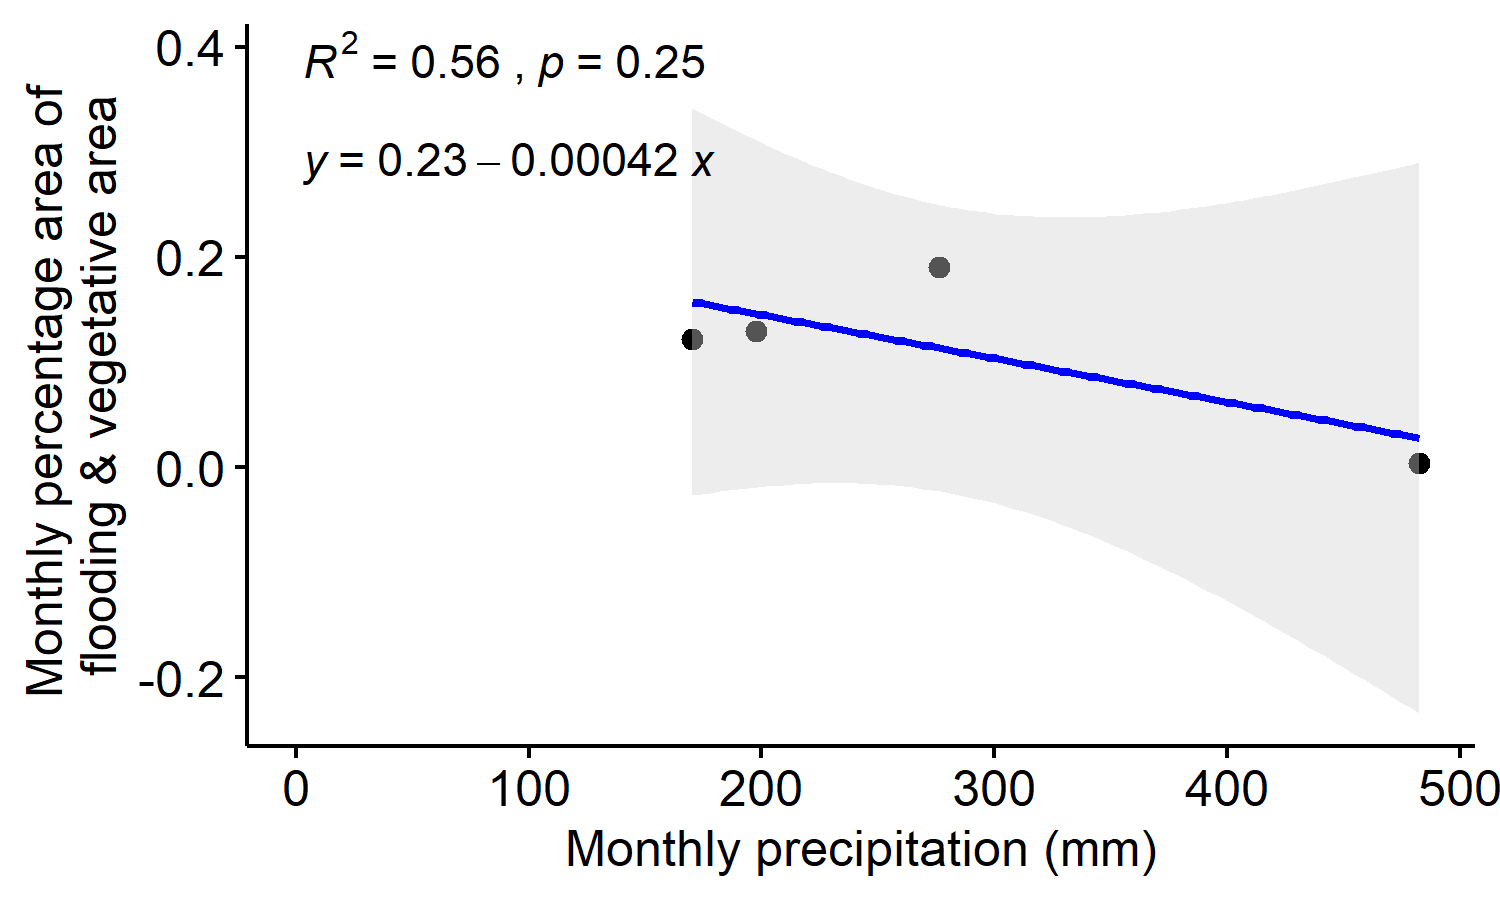 R² = 0.56 , p = 0.25
y = 0.23 – 0.00042 x
Monthly percentage area of
flooding & vegetative area
0.4
0.2
0.0
-0.2
0 100 200 300 400 500
Monthly precipitation (mm)